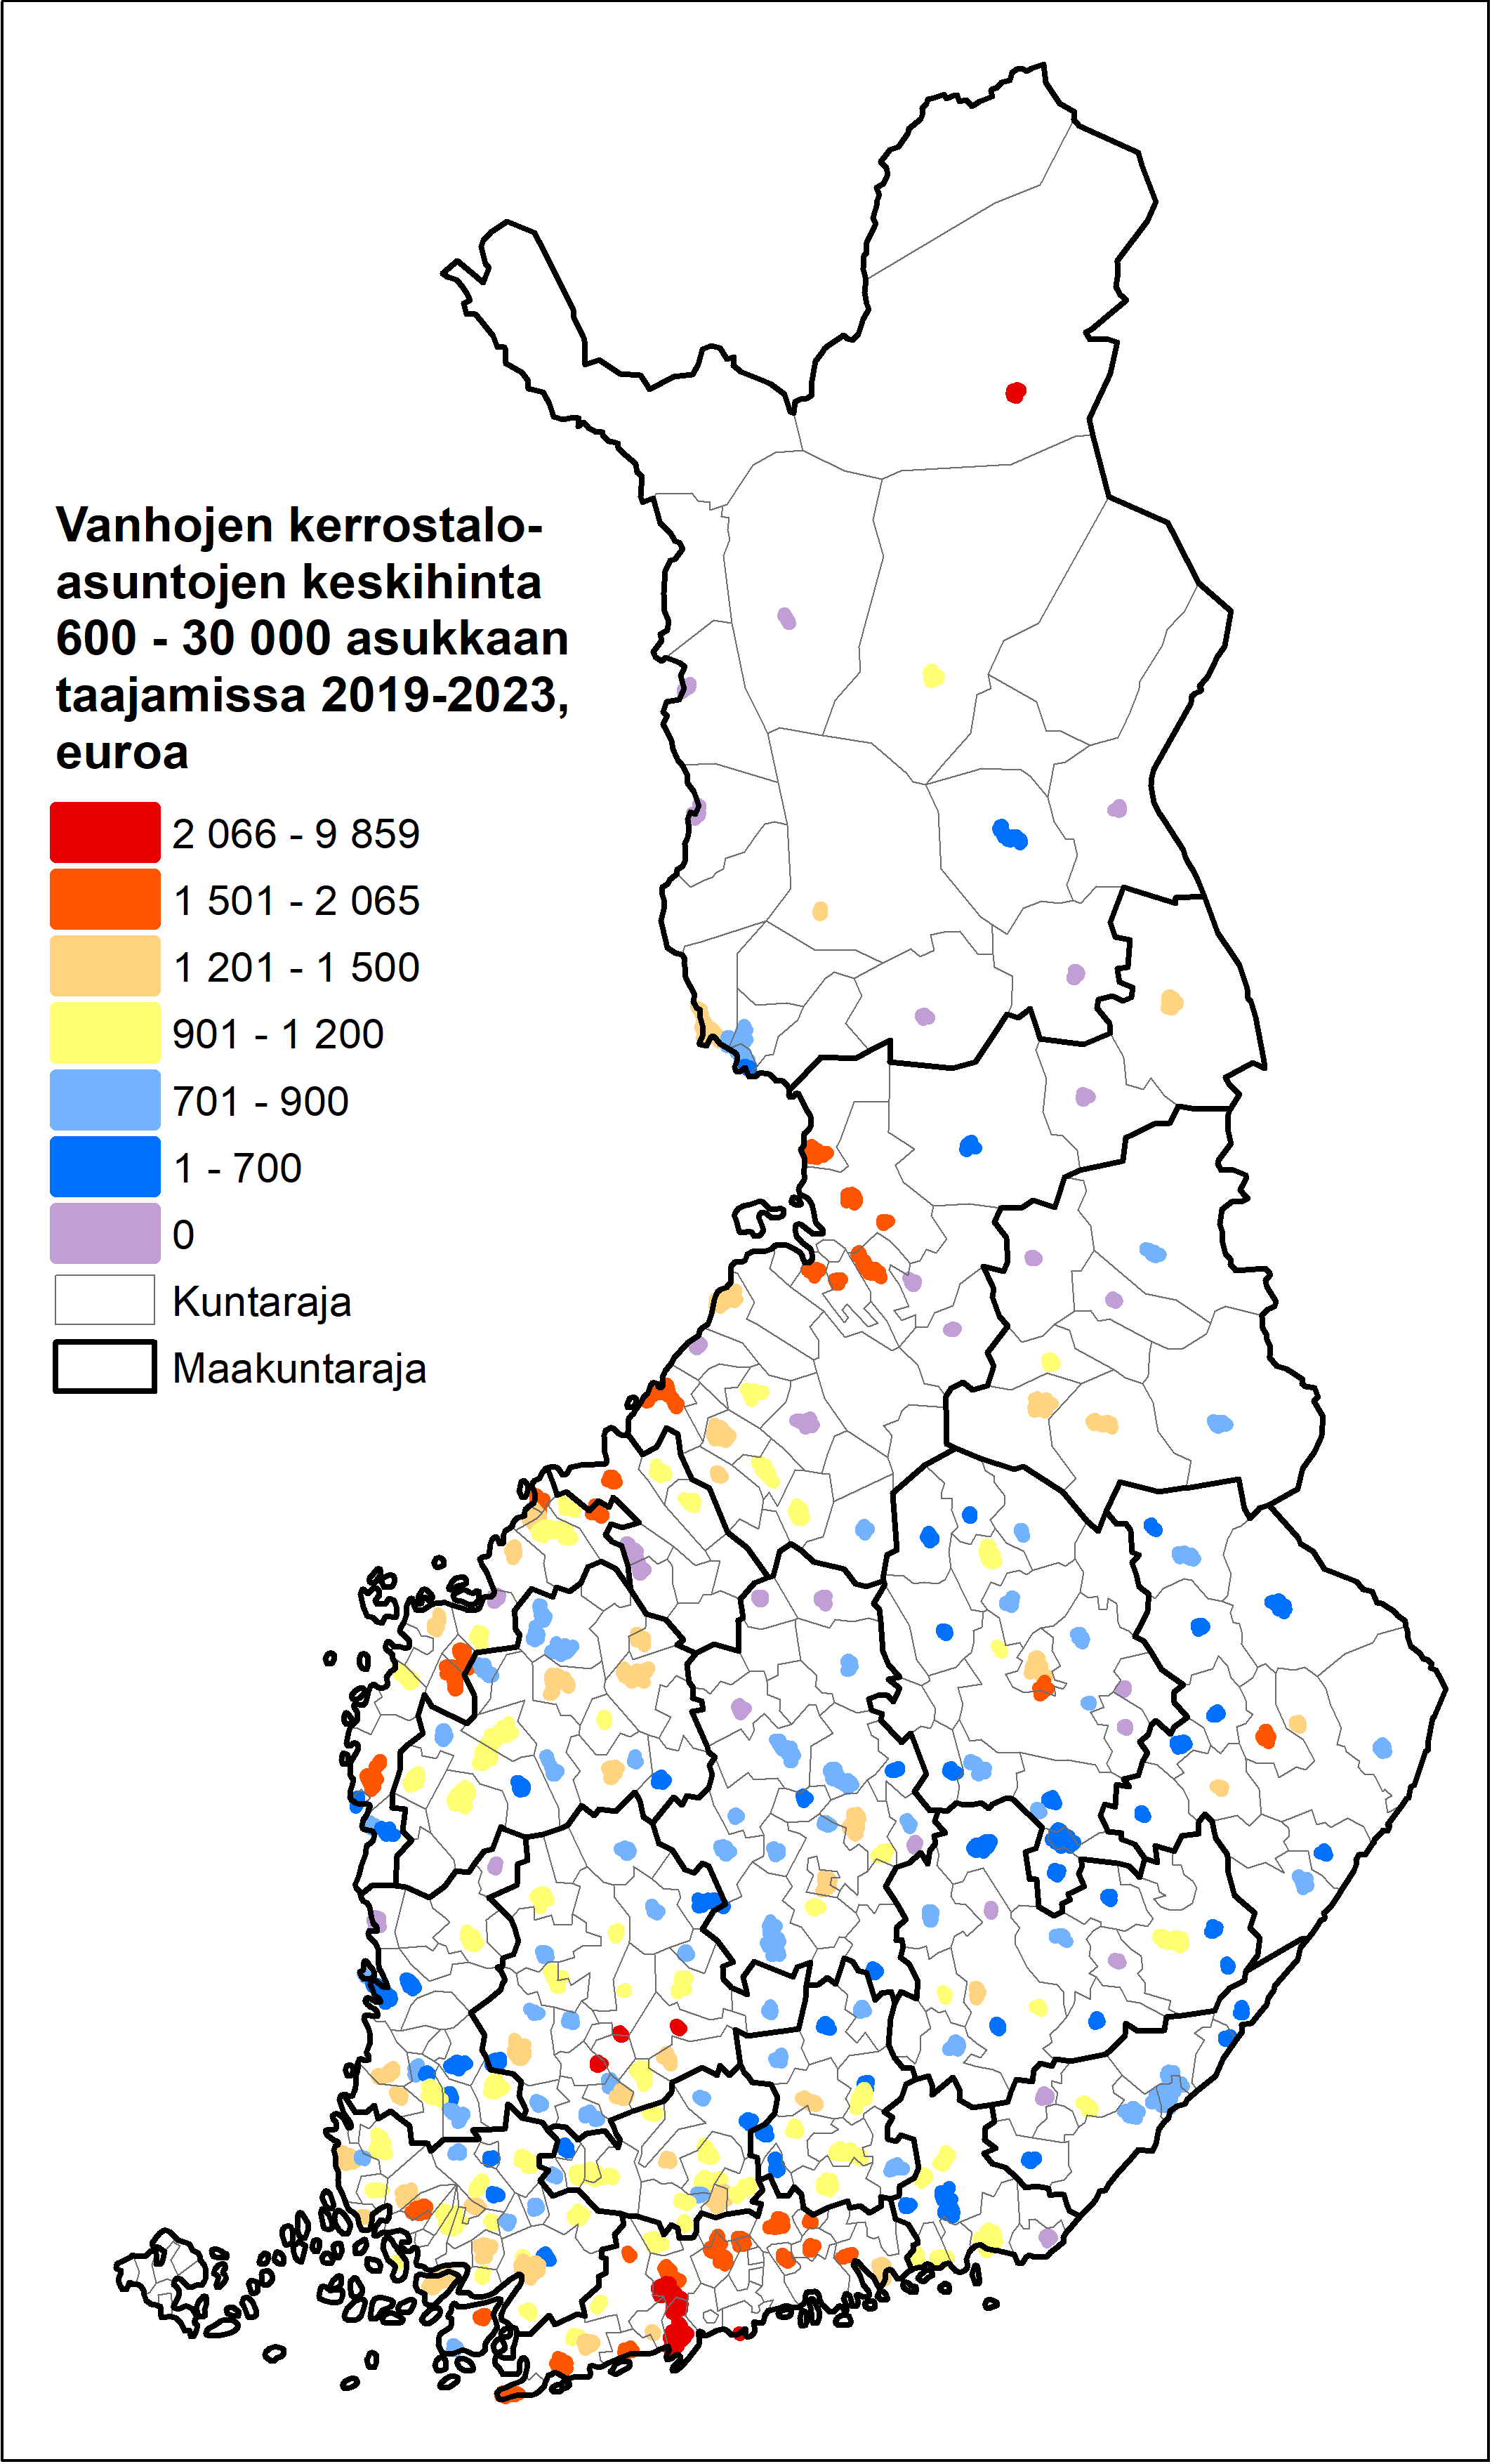 Vanhojen kerrostalo-
asuntojen keskihinta
600 - 30 000 asukkaan
taajamissa 2019-2023,
euroa
2 066 - 9 859
1 501 - 2 065
1 201 - 1 500
901 - 1 200
701 - 900
1 - 700
0
Kuntaraja
Maakuntaraja